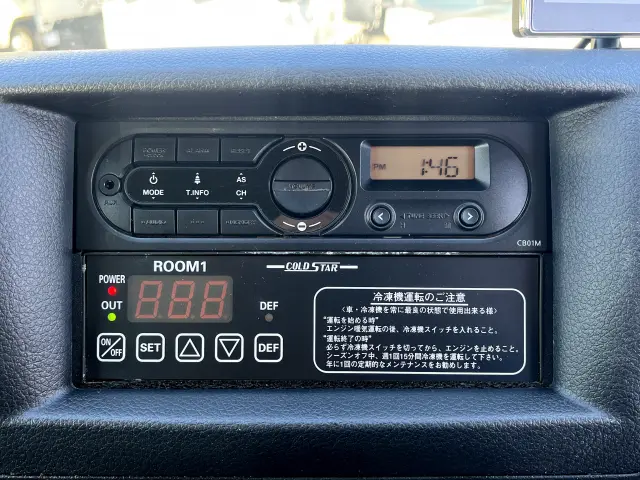 PM 1:46
MODE T.INFO AS
CH
AUX
CB01M
ROOM1 COLD STAR
POWER
OUT
888
DEF
ON/OFF SET DEF
冷凍機運転のご注意
<車・冷凍機を常に最良の状態で使用出来る様>
"運転を始める時"
エンジン暖気運転の後、冷凍機スイッチを入れること。
"運転終了の時"
必らず冷凍機スイッチを切ってから、エンジンを止めること。
シーズンオフ中、週1回15分間冷凍機を運転して下さい。
年に1回の定期的なメンテナンスをお勧めします。